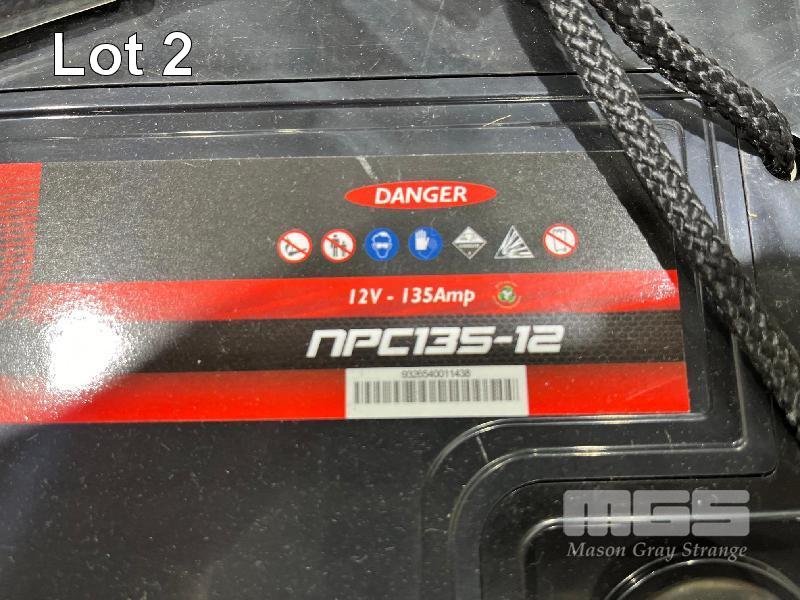 Lot 2
DANGER
12V - 135Amp
NPC135-12
9326540011438
MGS
Mason Gray Strange